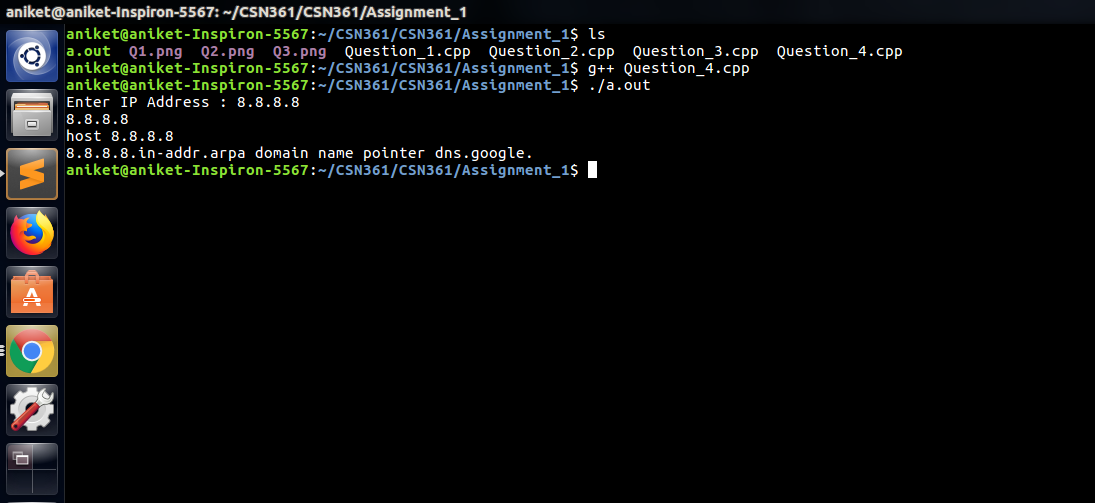 aniket@aniket-Inspiron-5567: ~/CSN361/CSN361/Assignment_1
aniket@aniket-Inspiron-5567:~/CSN361/CSN361/Assignment_1$ ls
a.out  Q1.png  Q2.png  Q3.png  Question_1.cpp  Question_2.cpp  Question_3.cpp  Question_4.cpp
aniket@aniket-Inspiron-5567:~/CSN361/CSN361/Assignment_1$ g++ Question_4.cpp
aniket@aniket-Inspiron-5567:~/CSN361/CSN361/Assignment_1$ ./a.out
Enter IP Address : 8.8.8.8
8.8.8.8
host 8.8.8.8
8.8.8.8.in-addr.arpa domain name pointer dns.google.
aniket@aniket-Inspiron-5567:~/CSN361/CSN361/Assignment_1$